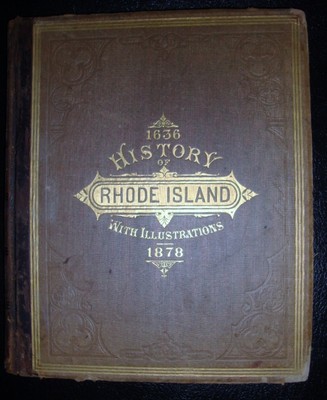 1636
HISTORY
OF
RHODE ISLAND
WITH ILLUSTRATIONS
1878